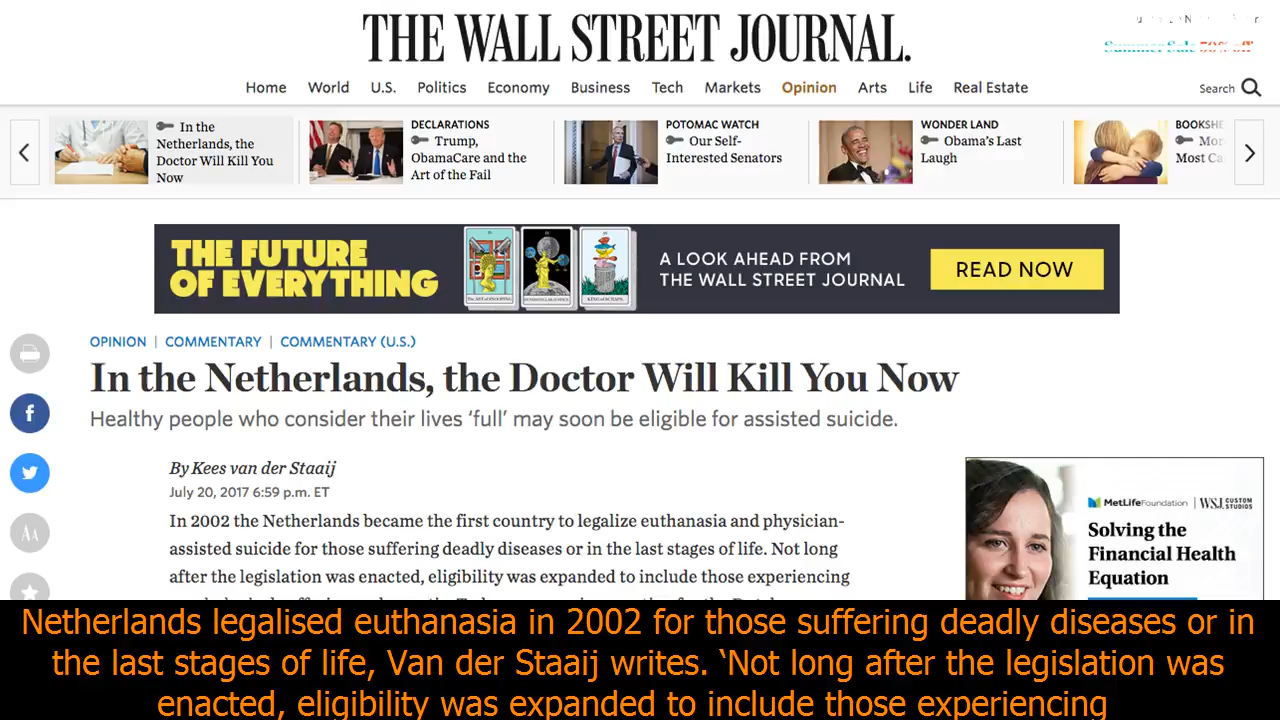 THE WALL STREET JOURNAL.
Summer Sale 50% off
Home World U.S. Politics Economy Business Tech Markets Opinion Arts Life Real Estate
Search
In the
Netherlands, the
Doctor Will Kill You
Now
DECLARATIONS
Trump,
ObamaCare and the
Art of the Fail
POTOMAC WATCH
Our Self-
Interested Senators
WONDER LAND
Obama's Last
Laugh
BOOKSHE
Mor
Most Ca
THE FUTURE
OF EVERYTHING
A LOOK AHEAD FROM
THE WALL STREET JOURNAL
READ NOW
OPINION | COMMENTARY | COMMENTARY (U.S.)
In the Netherlands, the Doctor Will Kill You Now
Healthy people who consider their lives ‘full’ may soon be eligible for assisted suicide.
By Kees van der Staaij
July 20, 2017 6:59 p.m. ET
In 2002 the Netherlands became the first country to legalize euthanasia and physician-
assisted suicide for those suffering deadly diseases or in the last stages of life. Not long
after the legislation was enacted, eligibility was expanded to include those experiencing
MetLife Foundation | WSJ. CUSTOM STUDIOS
Solving the
Financial Health
Equation
Netherlands legalised euthanasia in 2002 for those suffering deadly diseases or in
the last stages of life, Van der Staaij writes. ‘Not long after the legislation was
enacted, eligibility was expanded to include those experiencing